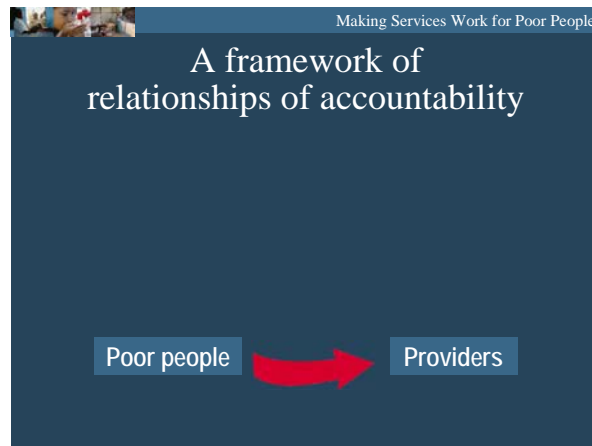 Making Services Work for Poor People
A framework of
relationships of accountability
Poor people
Providers